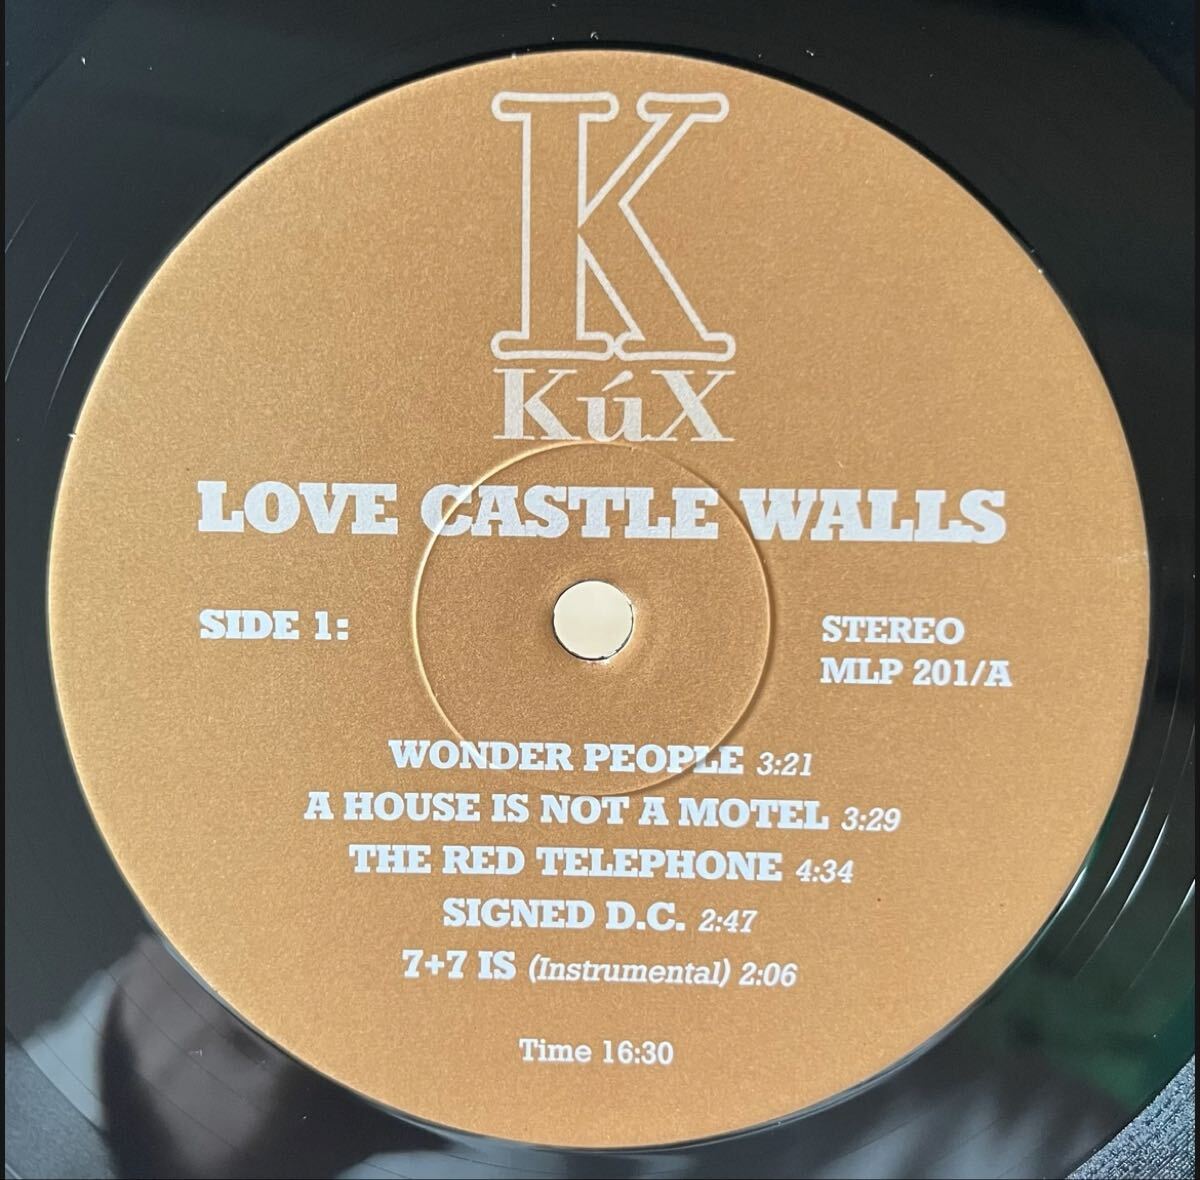 K
KúX
LOVE CASTLE WALLS
SIDE 1:
STEREO
MLP 201/A
WONDER PEOPLE 3:21
A HOUSE IS NOT A MOTEL 3:29
THE RED TELEPHONE 4:34
SIGNED D.C. 2:47
7+7 IS (Instrumental) 2:06
Time 16:30